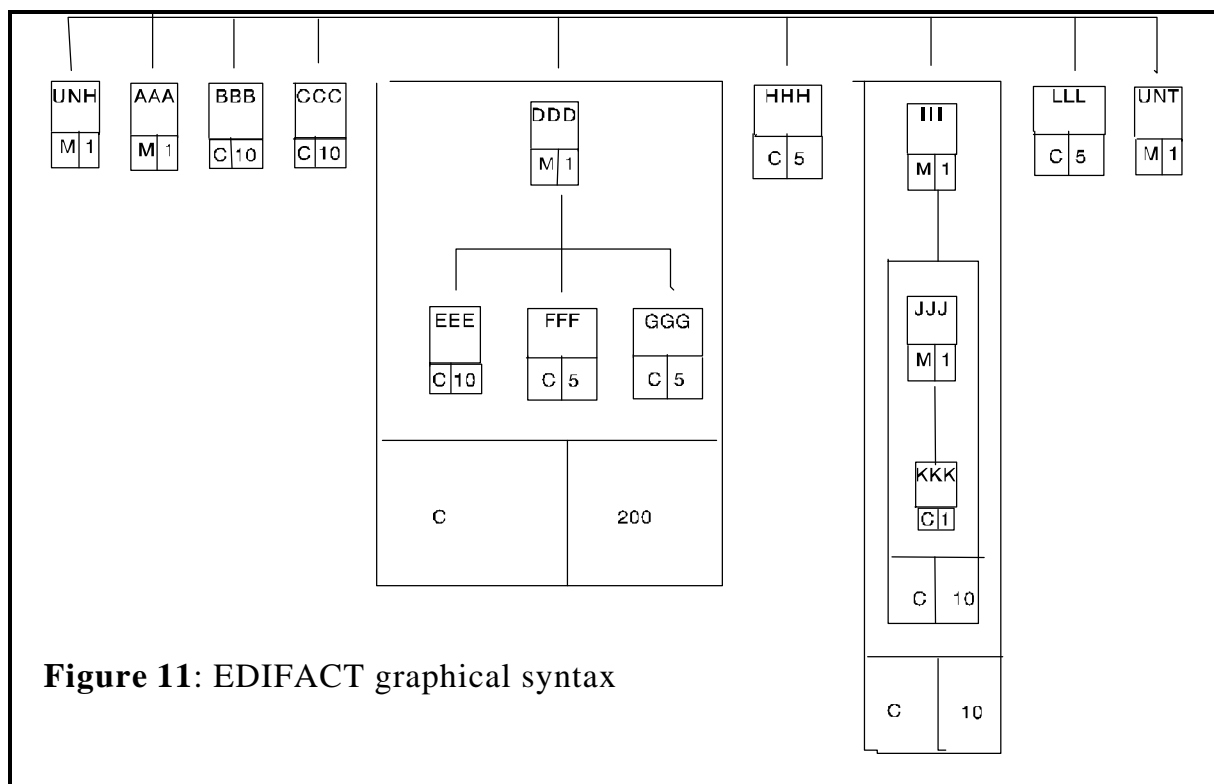 UNH AAA BBB CCC DDD HHH III LLL UNT
M 1 M 1 C 10 C 10 M 1 C 5 M 1 C 5 M 1
EEE FFF GGG JJJ
C 10 C 5 C 5 M 1
KKK
C 1
C 200
C 10
Figure 11: EDIFACT graphical syntax
C 10